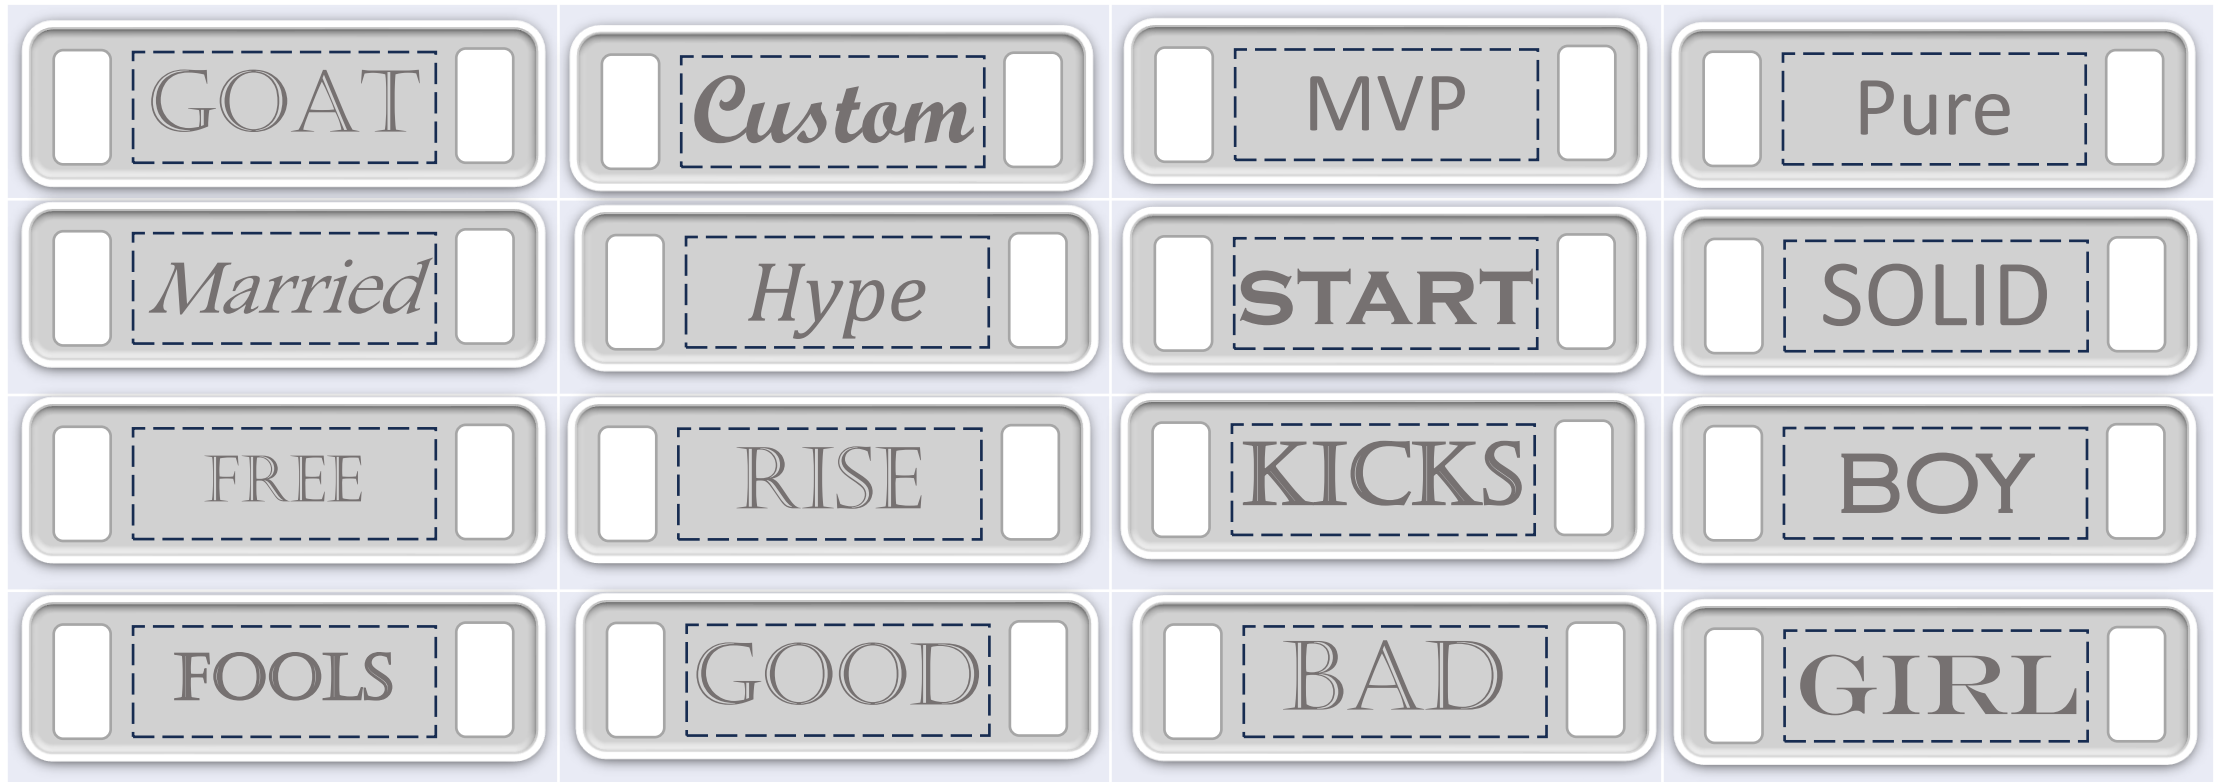 GOAT
Custom
MVP
Pure
Married
Hype
START
SOLID
FREE
RISE
KICKS
BOY
FOOLS
GOOD
BAD
GIRL